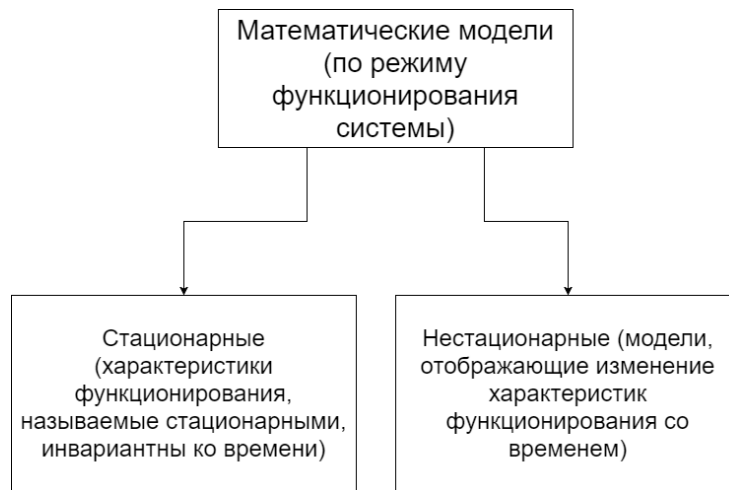 Математические модели
(по режиму
функционирования
системы)
Стационарные
(характеристики
функционирования,
называемые стационарными,
инвариантны ко времени)
Нестационарные (модели,
отображающие изменение
характеристик
функционирования со
временем)